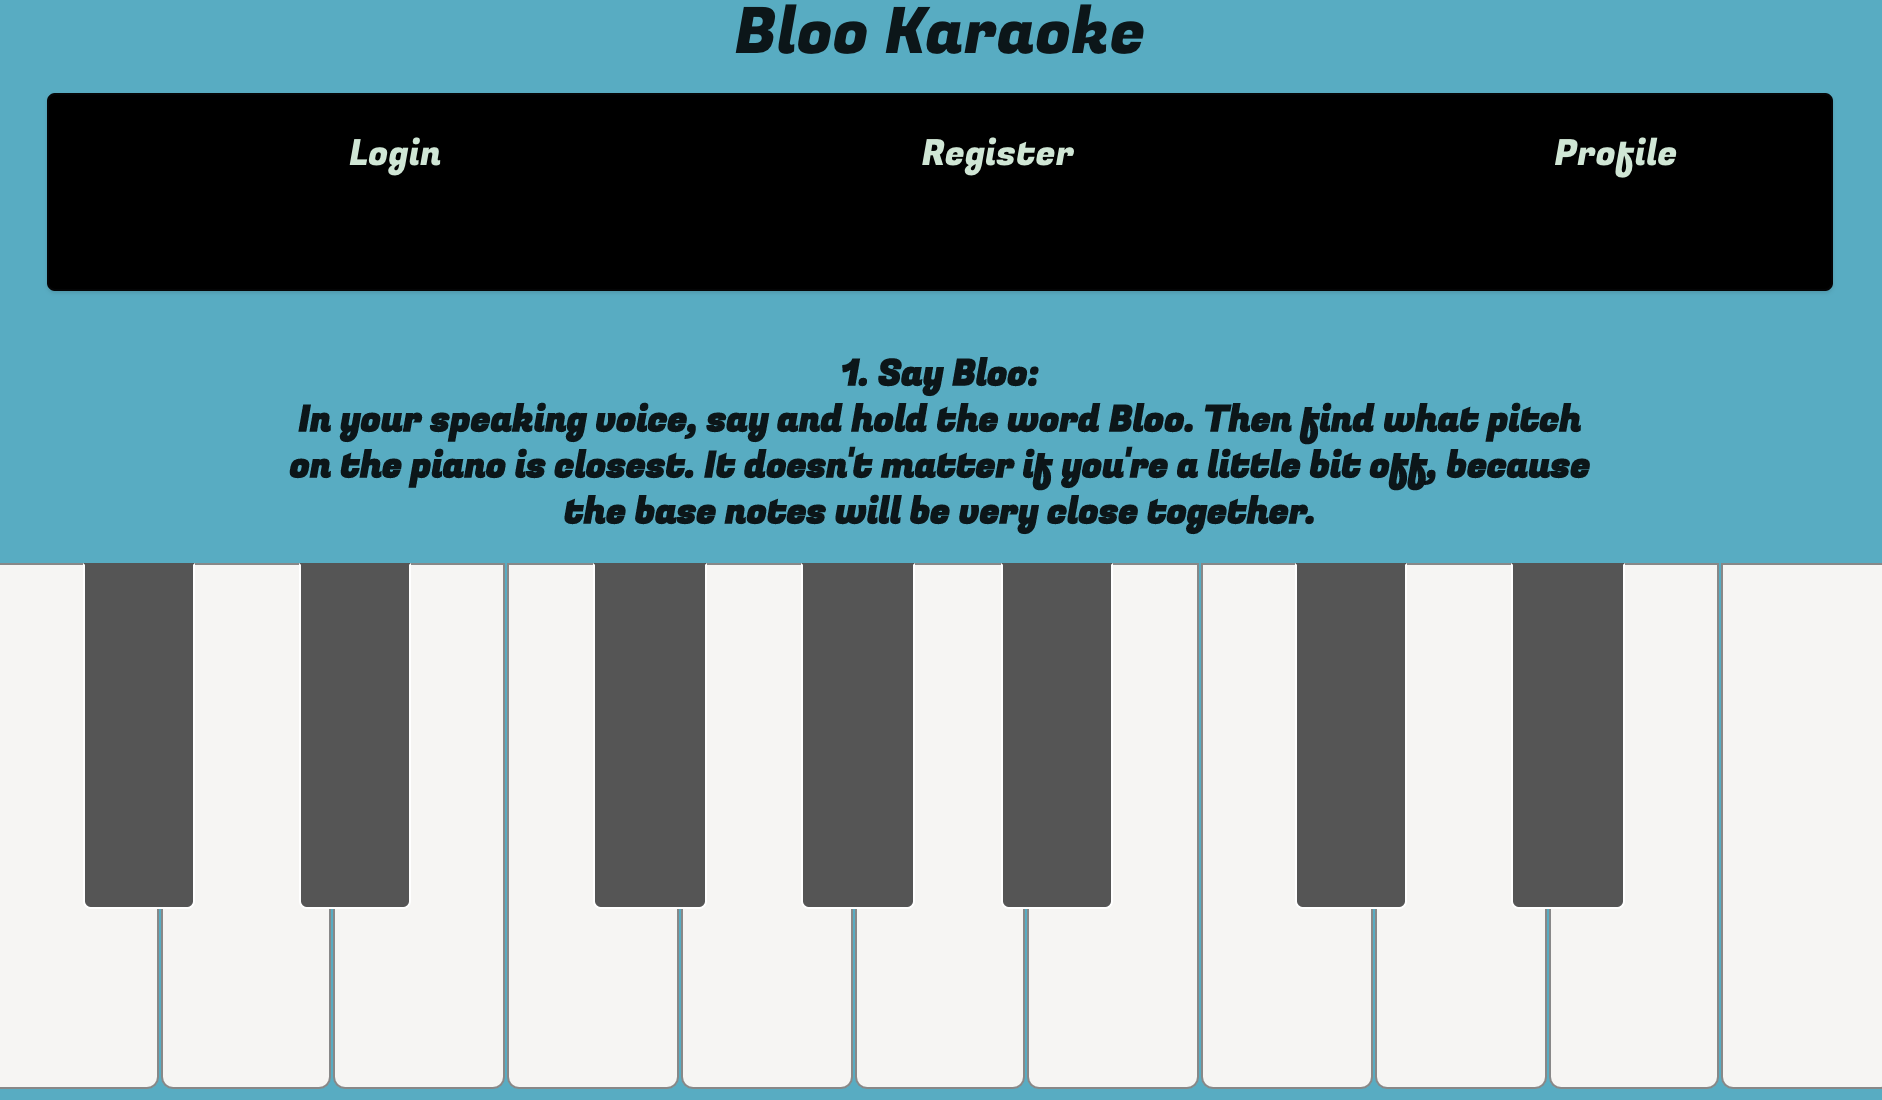 Bloo Karaoke
Login Register Profile
1. Say Bloo:
In your speaking voice, say and hold the word Bloo. Then find what pitch
on the piano is closest. It doesn't matter if you're a little bit off, because
the base notes will be very close together.